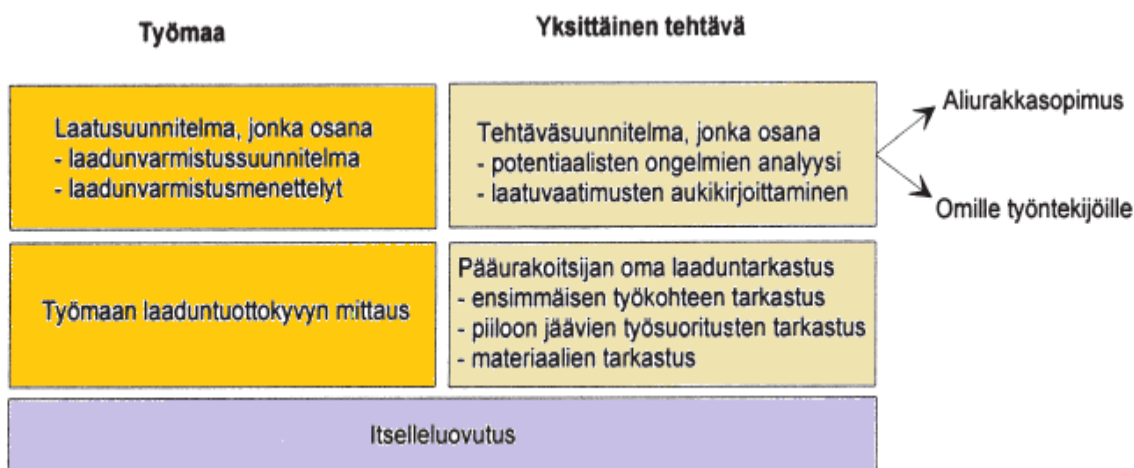 Työmaa
Yksittäinen tehtävä
Laatusuunnitelma, jonka osana
- laadunvarmistussuunnitelma
- laadunvarmistusmenettelyt
Tehtäväsuunnitelma, jonka osana
- potentiaalisten ongelmien analyysi
- laatuvaatimusten aukikirjoittaminen
Aliurakkasopimus
Omille työntekijöille
Työmaan laaduntuottokyvyn mittaus
Pääurakoitsijan oma laaduntarkastus
- ensimmäisen työkohteen tarkastus
- piiloon jäävien työsuoritusten tarkastus
- materiaalien tarkastus
Itselleluovutus